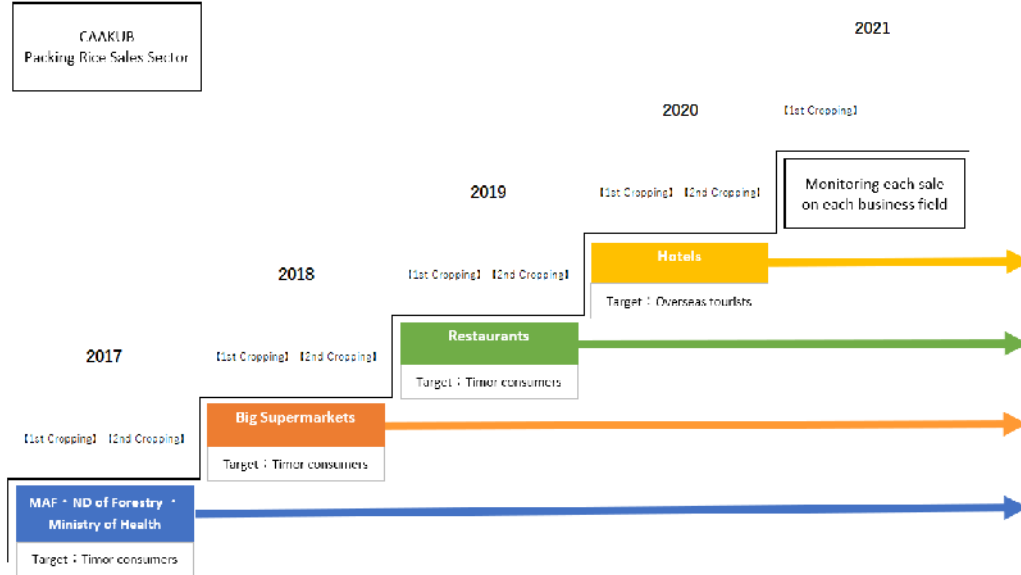 CAAKUB
Packing Rice Sales Sector
2021
2020
【1st Cropping】
2019
【1st Cropping】 【2nd Cropping】
Monitoring each sale
on each business field
2018
【1st Cropping】 【2nd Cropping】
Hotels
Target：Overseas tourists
2017
【1st Cropping】 【2nd Cropping】
Restaurants
Target：Timor consumers
【1st Cropping】 【2nd Cropping】
Big Supermarkets
Target：Timor consumers
MAF・ND of Forestry ・
Ministry of Health
Target：Timor consumers